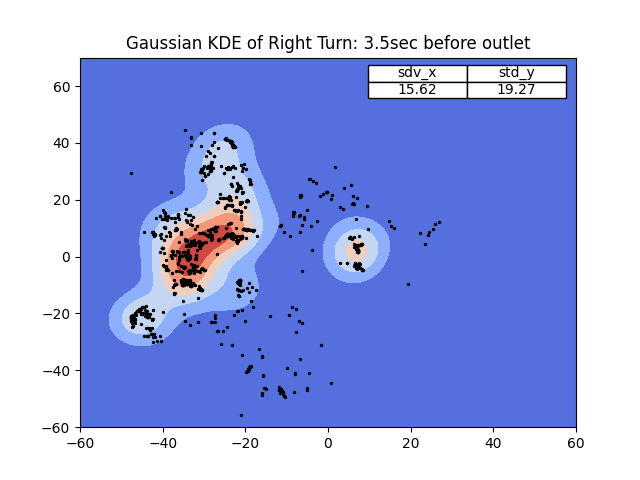 Gaussian KDE of Right Turn: 3.5sec before outlet
sdv_x std_y
15.62 19.27
60
40
20
0
−20
−40
−60
−60 −40 −20 0 20 40 60